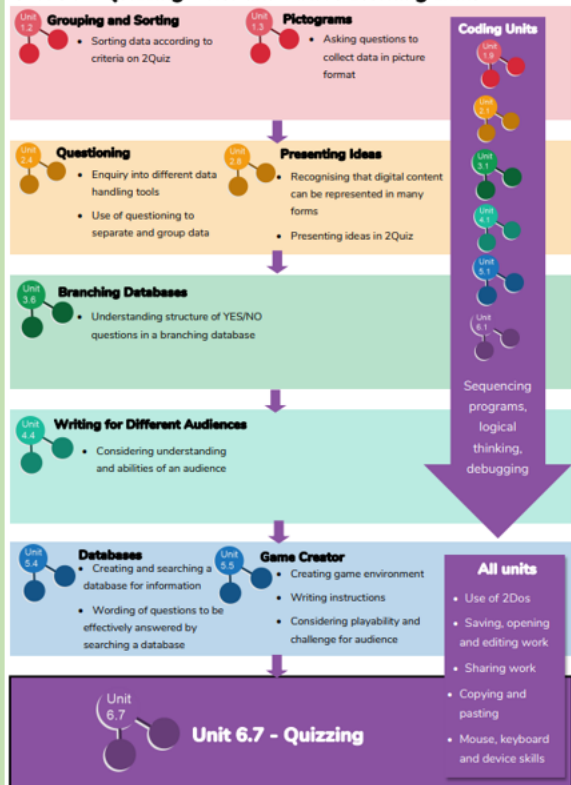 Unit
1.2
Grouping and Sorting
• Sorting data according to
criteria on 2Quiz
Unit
1.3
Pictograms
• Asking questions to
collect data in picture
format
Unit
2.4
Questioning
• Enquiry into different data
handling tools
• Use of questioning to
separate and group data
Unit
2.8
Presenting Ideas
• Recognising that digital content
can be represented in many
forms
• Presenting ideas in 2Quiz
Unit
3.6
Branching Databases
• Understanding structure of YES/NO
questions in a branching database
Unit
4.4
Writing for Different Audiences
• Considering understanding
and abilities of an audience
Unit
5.4
Databases
• Creating and searching a
database for information
• Wording of questions to be
effectively answered by
searching a database
Unit
5.5
Game Creator
• Creating game environment
• Writing instructions
• Considering playability and
challenge for audience
Coding Units
Unit
1.9
Unit
2.1
Unit
3.1
Unit
4.1
Unit
5.1
Unit
6.1
Sequencing
programs,
logical
thinking,
debugging
All units
• Use of 2Dos
• Saving, opening
and editing work
• Sharing work
• Copying and
pasting
• Mouse, keyboard
and device skills
Unit
6.7
Unit 6.7 - Quizzing